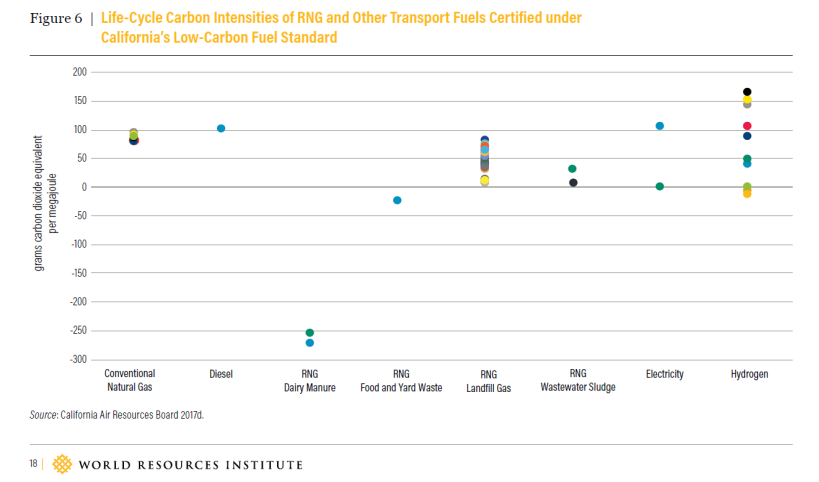 Figure 6 | Life-Cycle Carbon Intensities of RNG and Other Transport Fuels Certified under
California's Low-Carbon Fuel Standard
grams carbon dioxide equivalent
per megajoule
200
150
100
50
0
-50
-100
-150
-200
-250
-300
Conventional
Natural Gas
Diesel
RNG
Dairy Manure
RNG
Food and Yard Waste
RNG
Landfill Gas
RNG
Wastewater Sludge
Electricity
Hydrogen
Source: California Air Resources Board 2017d.
18 | WORLD RESOURCES INSTITUTE